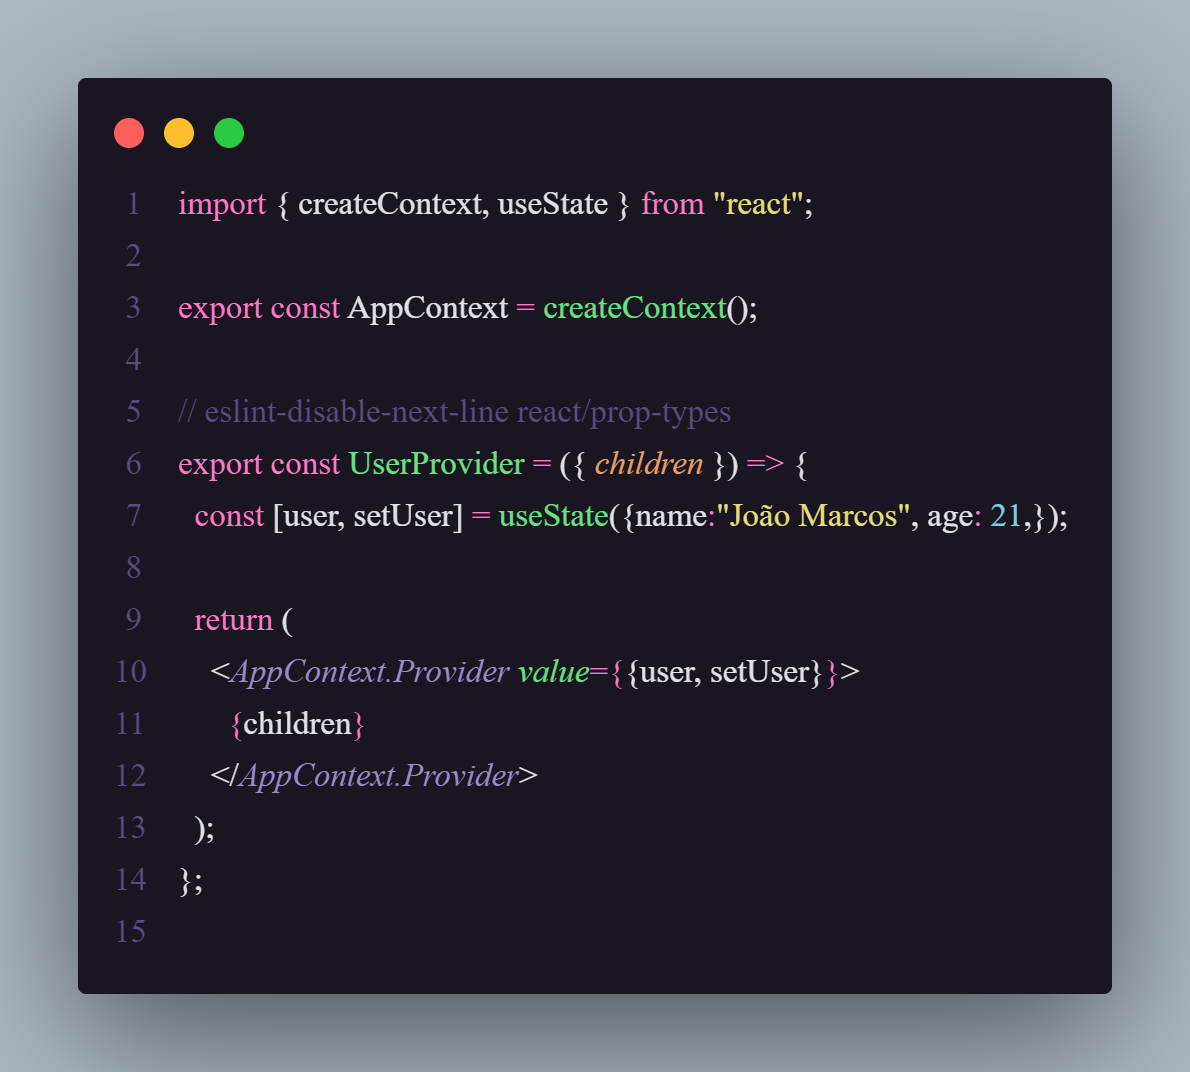 1 import { createContext, useState } from "react";
2
3 export const AppContext = createContext();
4
5 // eslint-disable-next-line react/prop-types
6 export const UserProvider = ({ children }) => {
7   const [user, setUser] = useState({name:"João Marcos", age: 21,});
8
9   return (
10     <AppContext.Provider value={{user, setUser}}>
11       {children}
12     </AppContext.Provider>
13   );
14 };
15